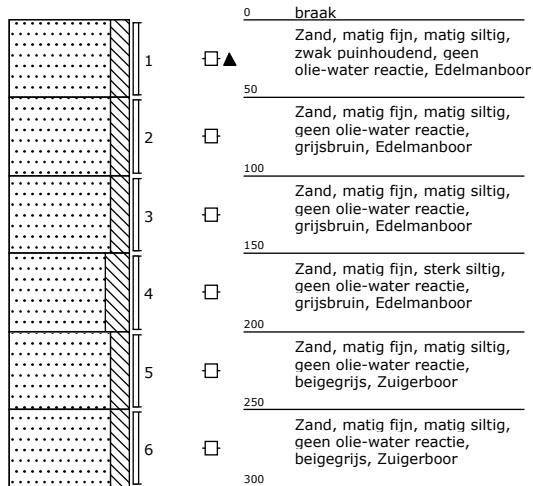 0 braak
Zand, matig fijn, matig siltig,
zwak puinhoudend, geen
olie-water reactie, Edelmanboor
1
50
Zand, matig fijn, matig siltig,
geen olie-water reactie,
grijsbruin, Edelmanboor
2
100
Zand, matig fijn, matig siltig,
geen olie-water reactie,
grijsbruin, Edelmanboor
3
150
Zand, matig fijn, sterk siltig,
geen olie-water reactie,
grijsbruin, Edelmanboor
4
200
Zand, matig fijn, matig siltig,
geen olie-water reactie,
beigegrijs, Zuigerboor
5
250
Zand, matig fijn, matig siltig,
geen olie-water reactie,
beigegrijs, Zuigerboor
6
300